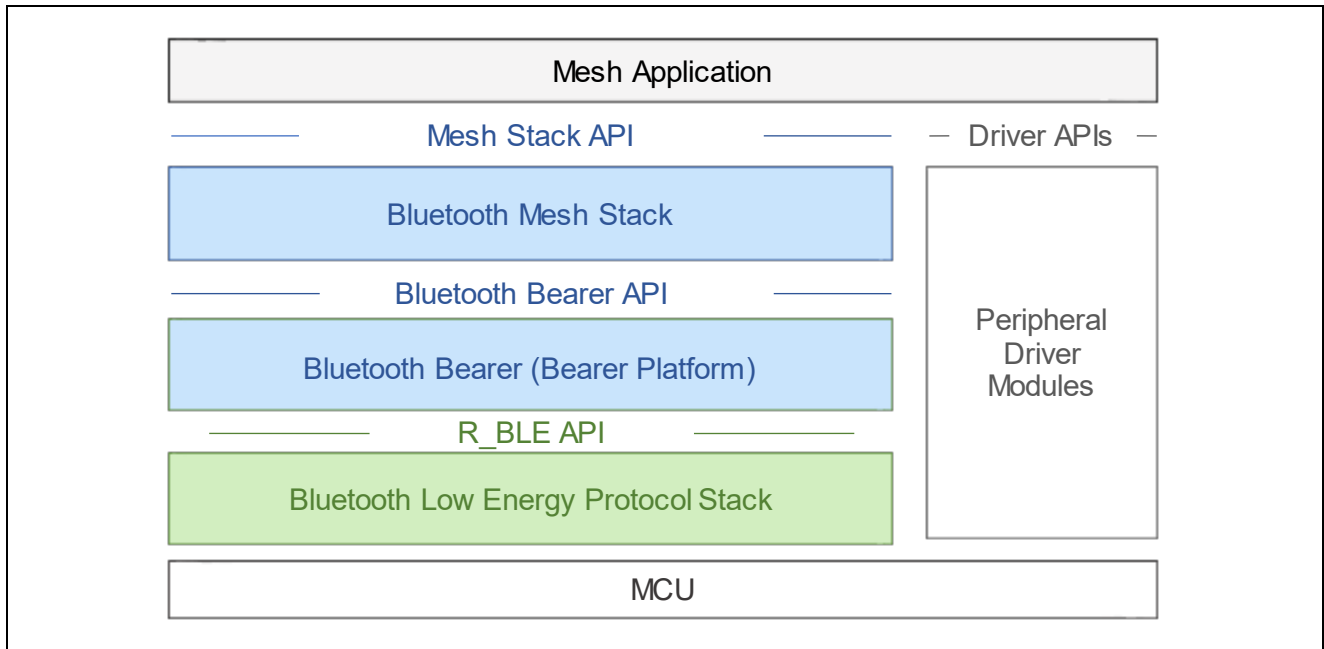 Mesh Application
Mesh Stack API
Driver APIs
Bluetooth Mesh Stack
Bluetooth Bearer API
Peripheral
Driver
Modules
Bluetooth Bearer (Bearer Platform)
R_BLE API
Bluetooth Low Energy Protocol Stack
MCU